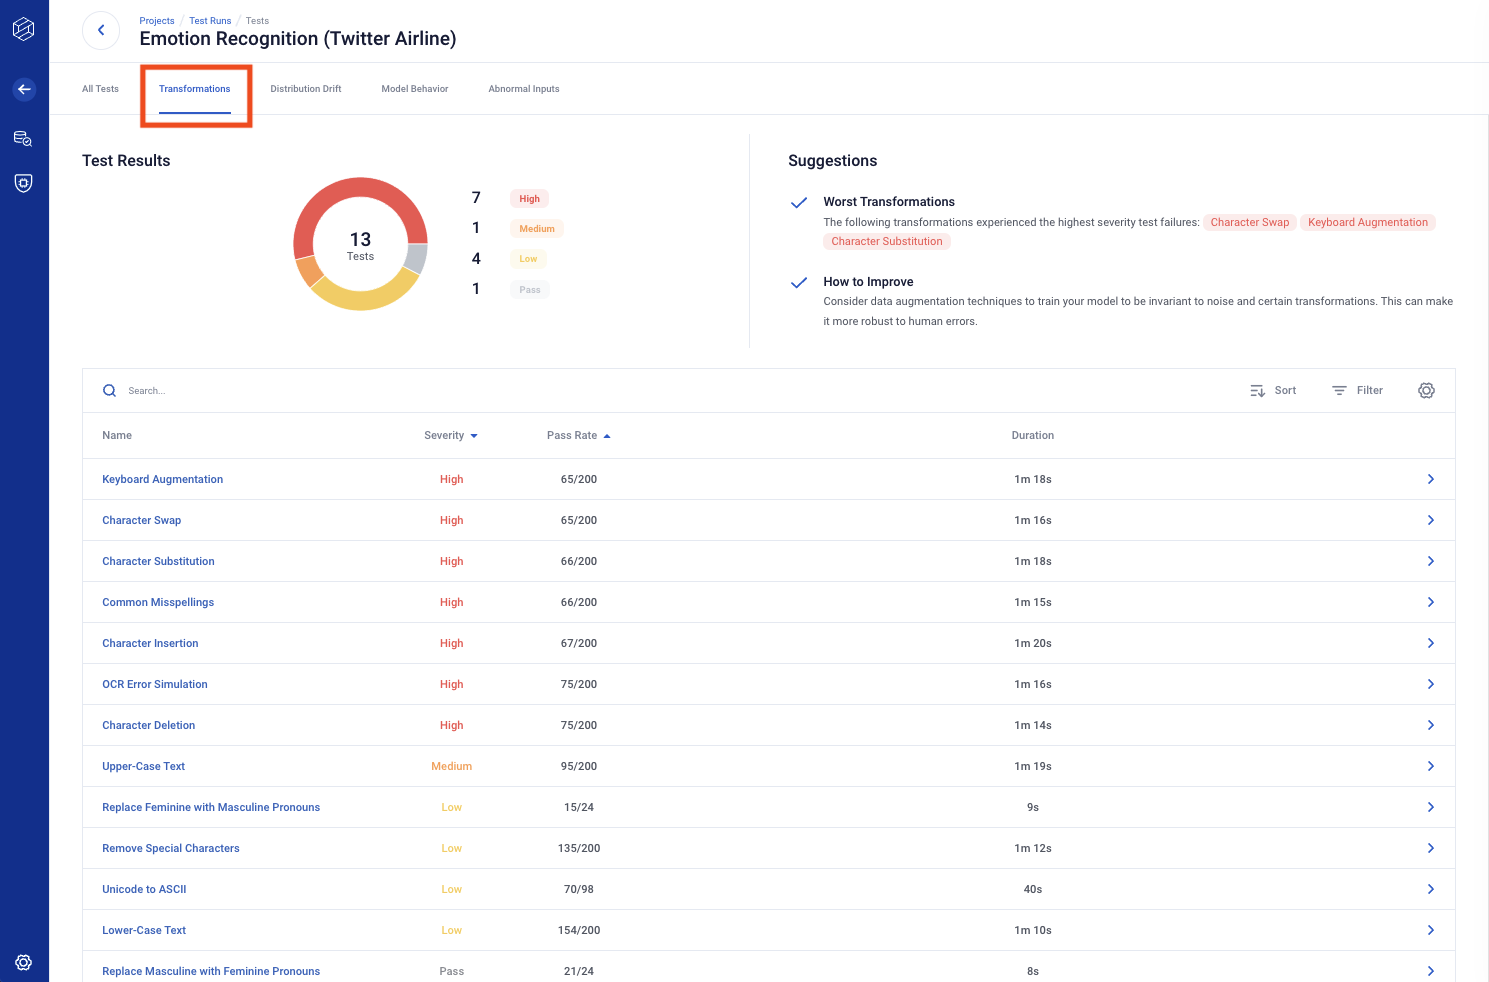 Projects / Test Runs / Tests
Emotion Recognition (Twitter Airline)
All Tests Transformations Distribution Drift Model Behavior Abnormal Inputs
Test Results
13
Tests
7 High
1 Medium
4 Low
1 Pass
Suggestions
Worst Transformations
The following transformations experienced the highest severity test failures: Character Swap Keyboard Augmentation
Character Substitution
How to Improve
Consider data augmentation techniques to train your model to be invariant to noise and certain transformations. This can make
it more robust to human errors.
Search... Sort Filter
Name Severity Pass Rate Duration
Keyboard Augmentation High 65/200 1m 18s
Character Swap High 65/200 1m 16s
Character Substitution High 66/200 1m 18s
Common Misspellings High 66/200 1m 15s
Character Insertion High 67/200 1m 20s
OCR Error Simulation High 75/200 1m 16s
Character Deletion High 75/200 1m 14s
Upper-Case Text Medium 95/200 1m 19s
Replace Feminine with Masculine Pronouns Low 15/24 9s
Remove Special Characters Low 135/200 1m 12s
Unicode to ASCII Low 70/98 40s
Lower-Case Text Low 154/200 1m 10s
Replace Masculine with Feminine Pronouns Pass 21/24 8s